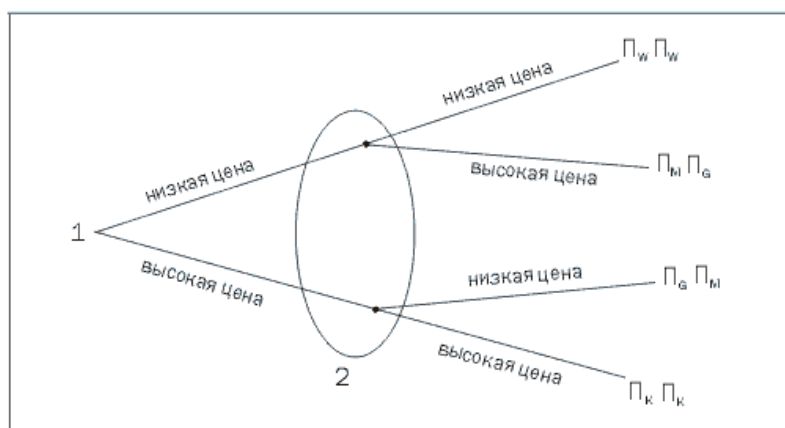 Π_W Π_W
низкая цена
низкая цена
Π_M Π_G
высокая цена
1
высокая цена
низкая цена
Π_G Π_M
высокая цена
Π_K Π_K
2